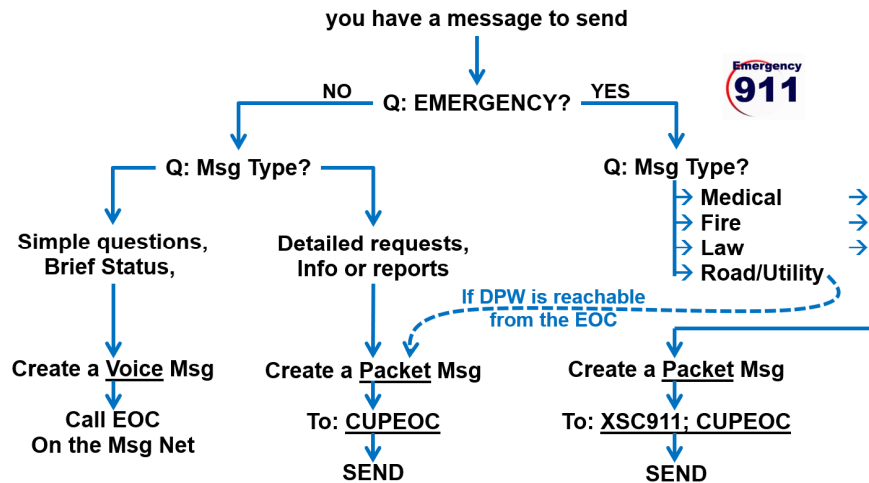 you have a message to send
NO
Q: EMERGENCY?
YES
Emergency
911
Q: Msg Type?
Q: Msg Type?
Medical
Fire
Law
Road/Utility
Simple questions,
Brief Status,
Detailed requests,
Info or reports
If DPW is reachable
from the EOC
Create a Voice Msg
Call EOC
On the Msg Net
Create a Packet Msg
To: CUPEOC
SEND
Create a Packet Msg
To: XSC911; CUPEOC
SEND